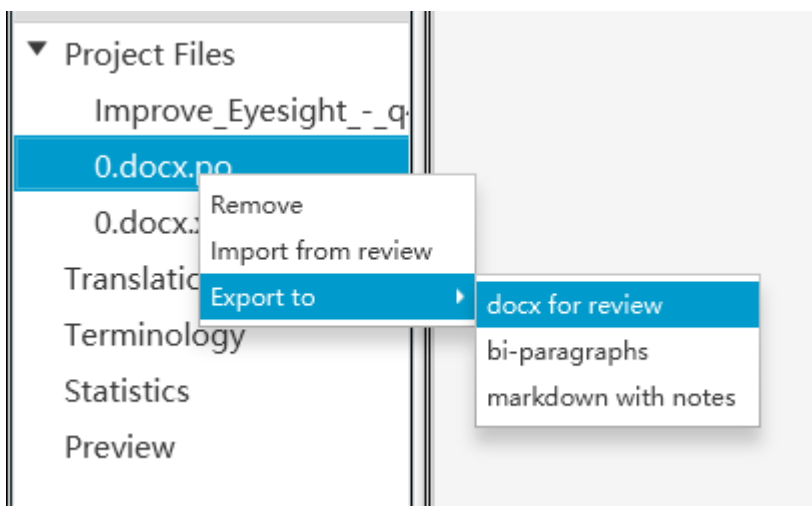 Project Files
Improve_Eyesight_-_q
0.docx.po
Remove
0.docx.
Import from review
Export to
docx for review
Terminology
bi-paragraphs
Statistics
markdown with notes
Preview